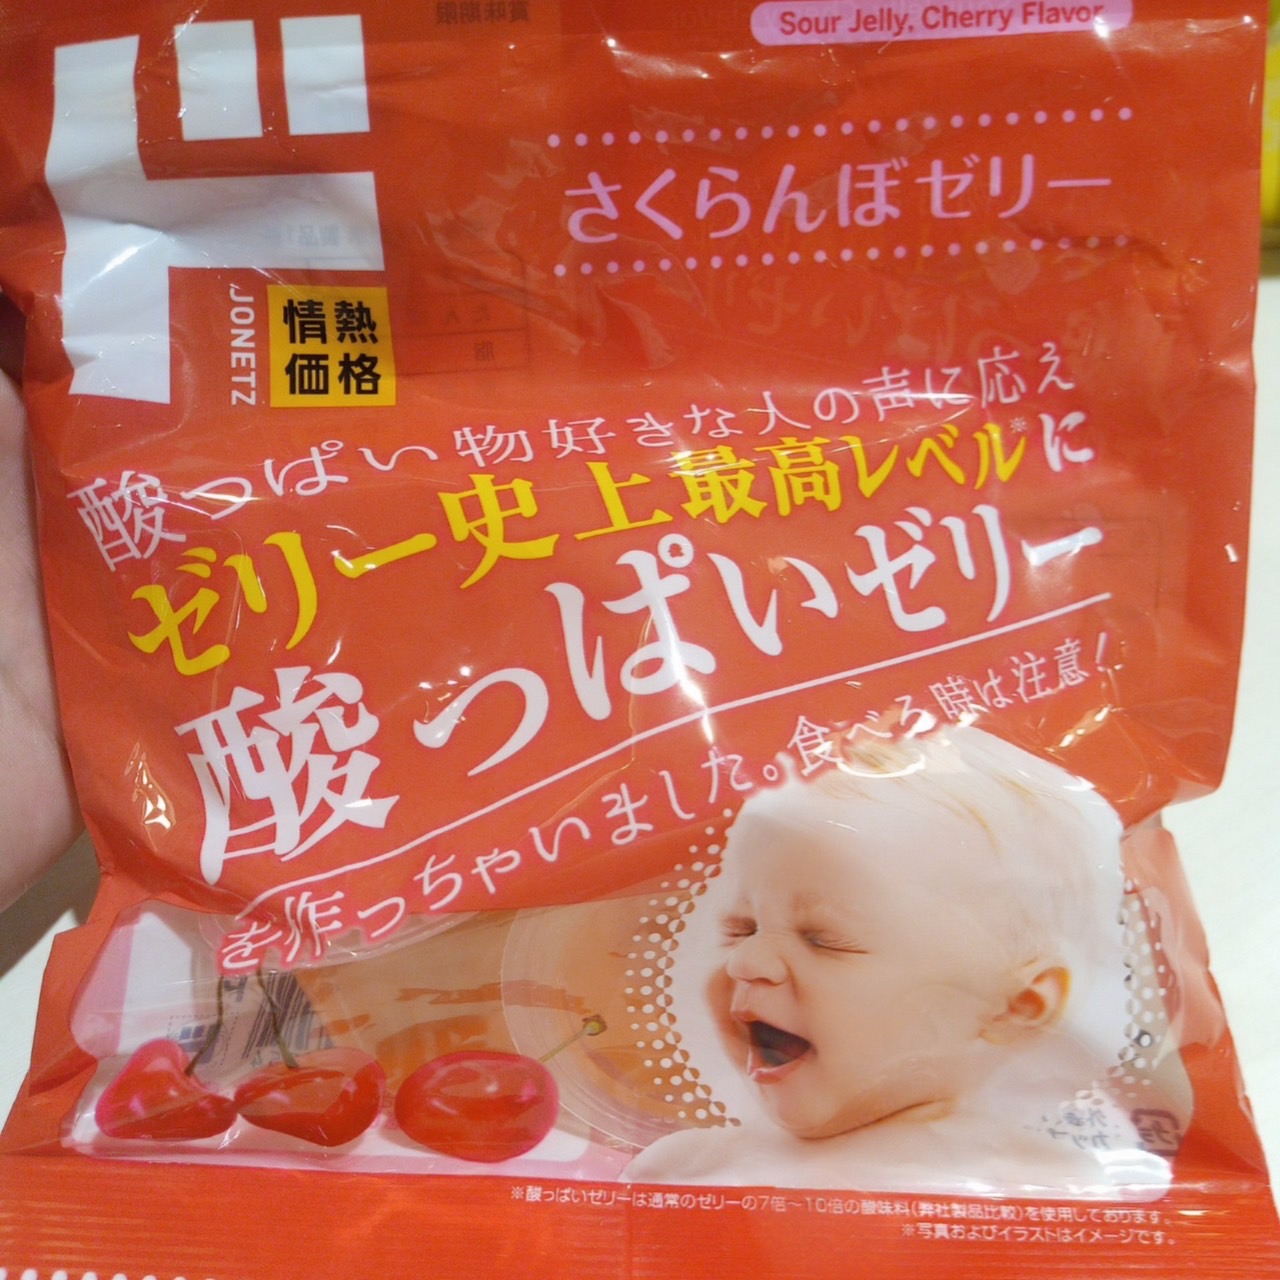 Sour Jelly, Cherry Flavor
ド
JONETZ
情熱
価格
さくらんぼゼリー
酸っぱい物好きな人の声に応え
ゼリー史上最高レベル※に
酸っぱいゼリー
を作っちゃいました。食べる時は注意!
※酸っぱいゼリーは通常のゼリーの7倍〜10倍の酸味料(弊社製品比較)を使用しております。
※写真およびイラストはイメージです。